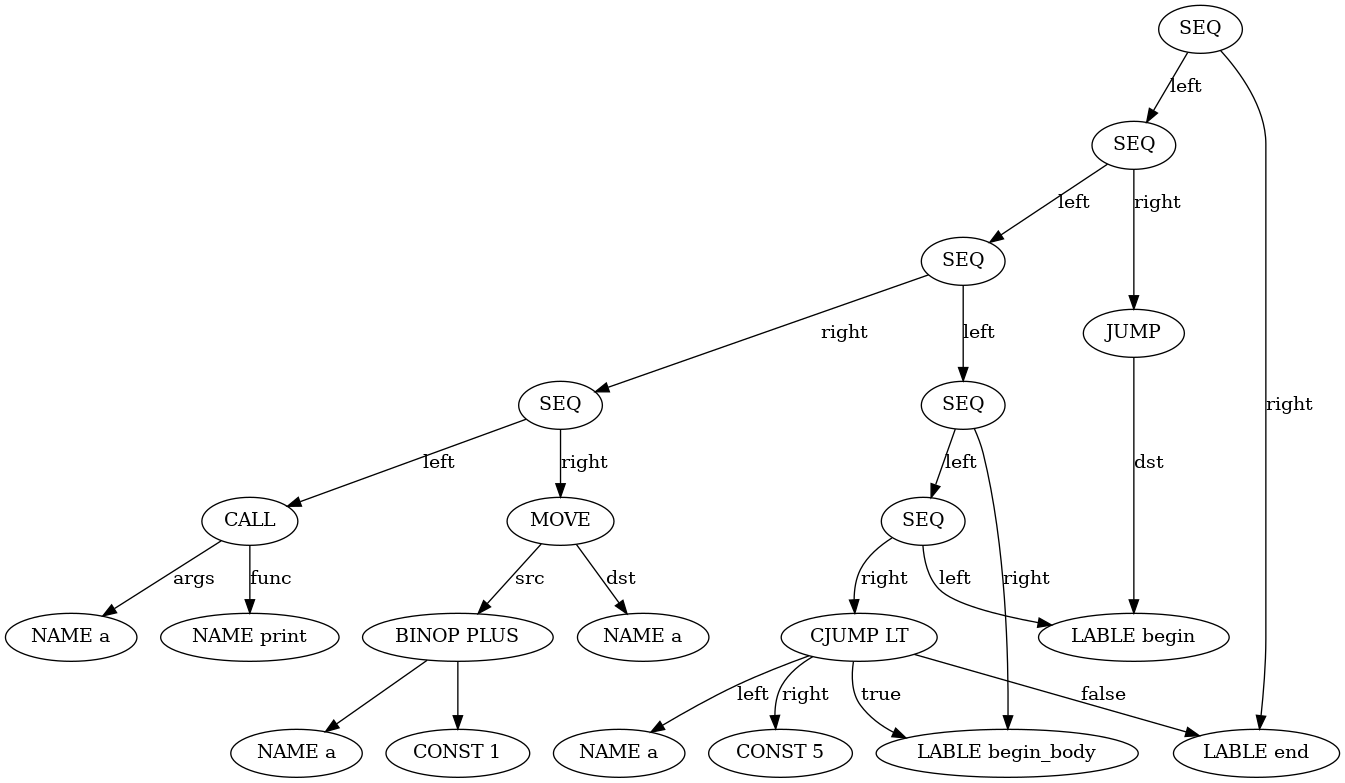 SEQ
left
SEQ
left
right
SEQ
right
left
JUMP
SEQ
SEQ
right
left
right
left
dst
CALL
MOVE
SEQ
args
func
src
dst
right
left
right
NAME a
NAME print
BINOP PLUS
NAME a
CJUMP LT
LABLE begin
left
right
true
false
NAME a
CONST 1
NAME a
CONST 5
LABLE begin_body
LABLE end